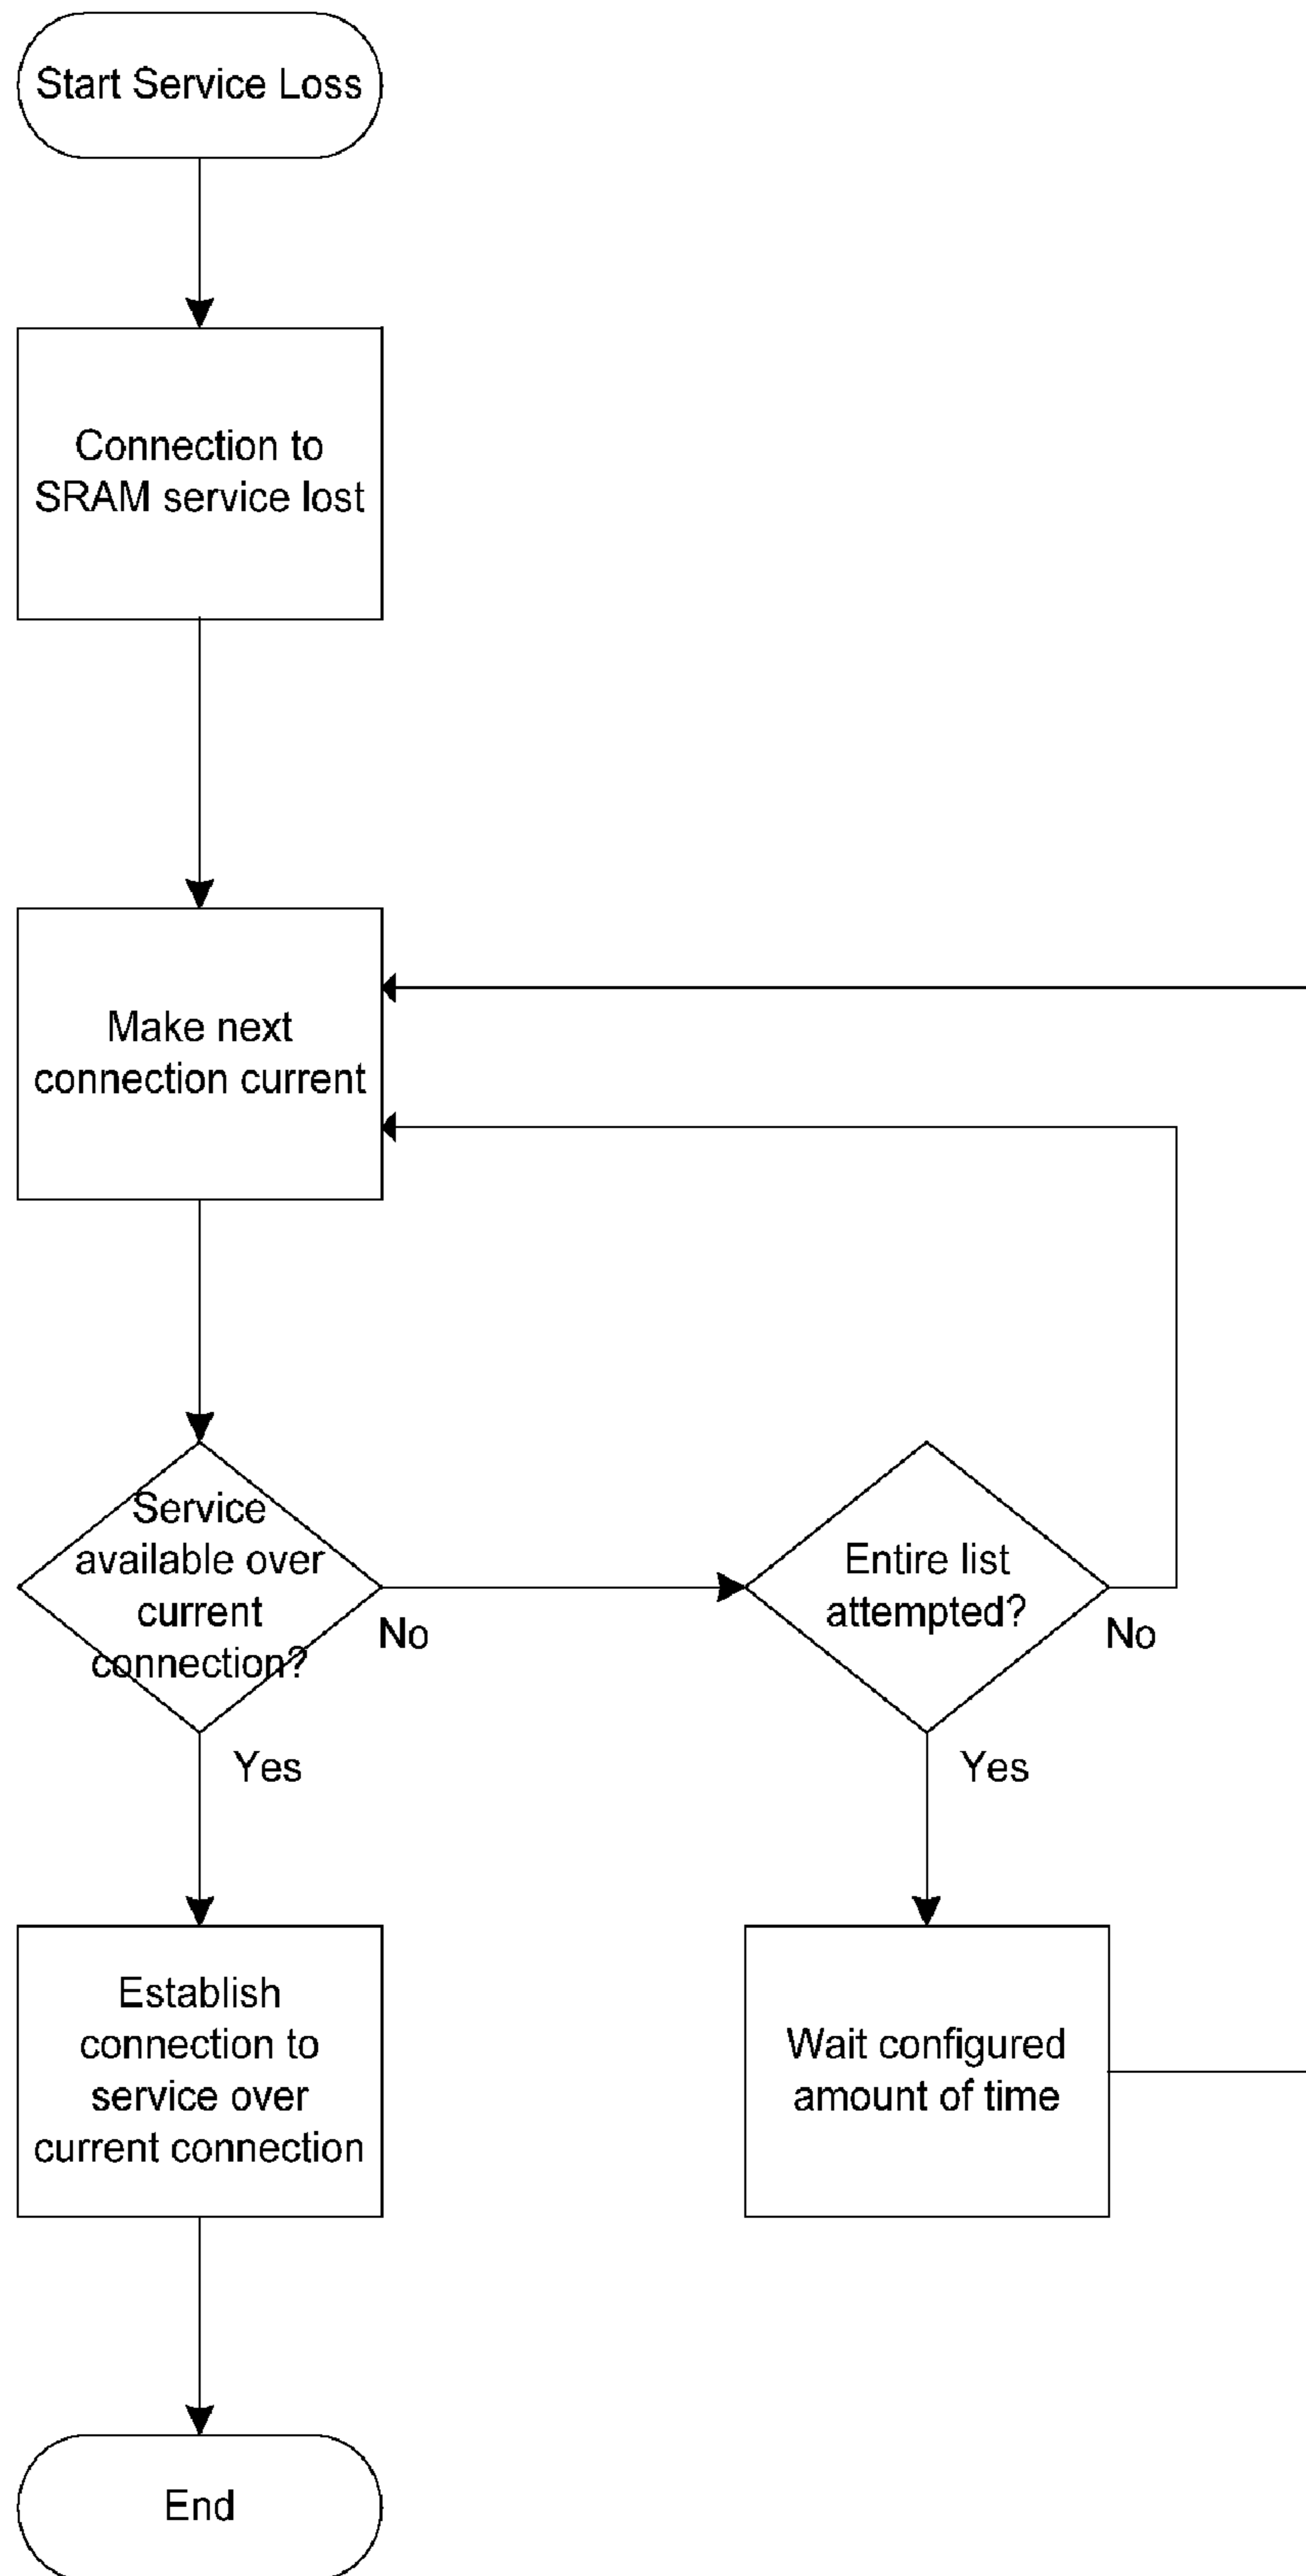 Start Service Loss
Connection to
SRAM service lost
Make next
connection current
Service
available over
current
connection?
No
Yes
Entire list
attempted?
No
Yes
Establish
connection to
service over
current connection
Wait configured
amount of time
End